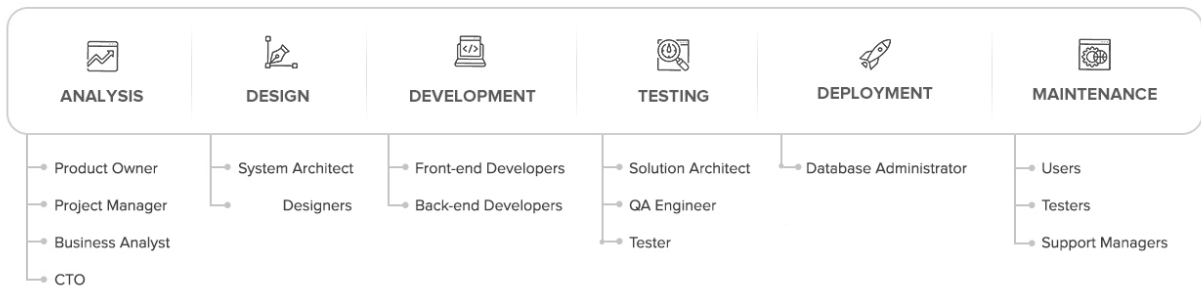 ANALYSIS
DESIGN
DEVELOPMENT
TESTING
DEPLOYMENT
MAINTENANCE
Product Owner
Project Manager
Business Analyst
CTO
System Architect
Designers
Front-end Developers
Back-end Developers
Solution Architect
QA Engineer
Tester
Database Administrator
Users
Testers
Support Managers